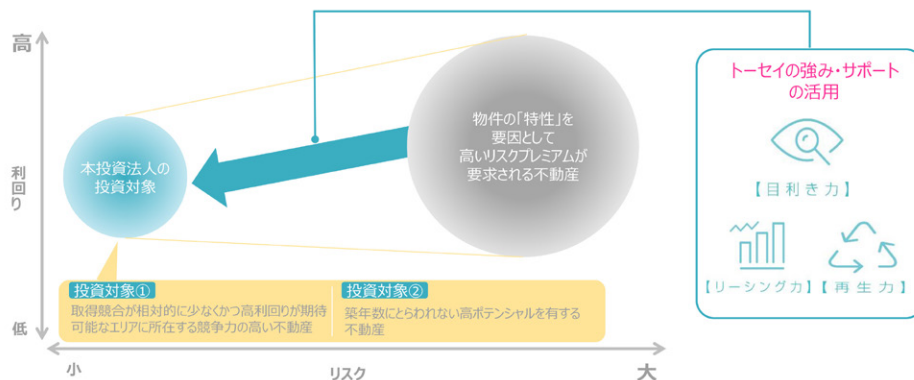 高
利回り
低
小
リスク
大
本投資法人の
投資対象
物件の「特性」を
要因として
高いリスクプレミアムが
要求される不動産
投資対象①
取得競合が相対的に少なくかつ高利回りが期待
可能なエリアに所在する競争力の高い不動産
投資対象②
築年数にとらわれない高ポテンシャルを有する
不動産
トーセイの強み・サポート
の活用
【目利き力】
【リーシング力】
【再生力】